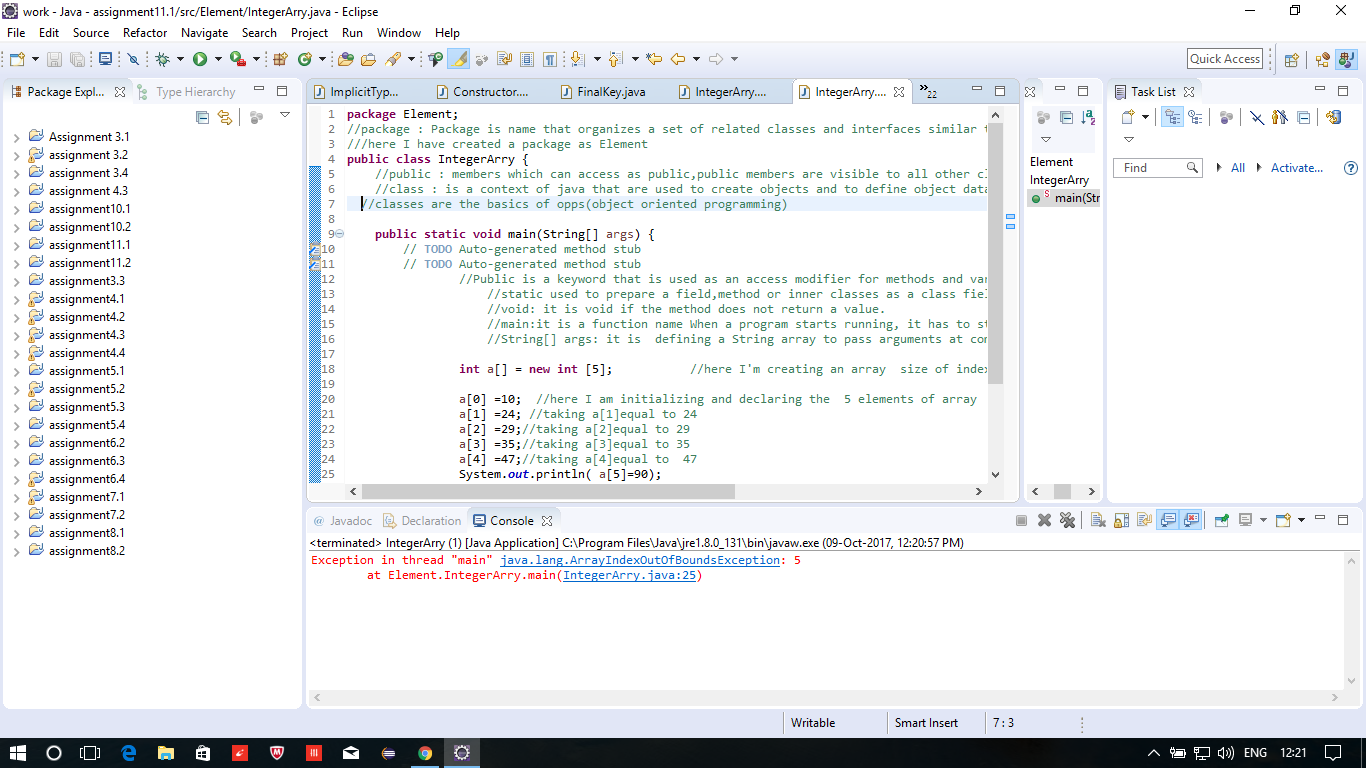 work - Java - assignment11.1/src/Element/IntegerArry.java - Eclipse
File Edit Source Refactor Navigate Search Project Run Window Help
Quick Access
Package Expl... Type Hierarchy
Assignment 3.1
assignment 3.2
assignment 3.4
assignment 4.3
assignment10.1
assignment10.2
assignment11.1
assignment11.2
assignment3.3
assignment4.1
assignment4.2
assignment4.3
assignment4.4
assignment5.1
assignment5.2
assignment5.3
assignment5.4
assignment6.2
assignment6.3
assignment6.4
assignment7.1
assignment7.2
assignment8.1
assignment8.2
ImplicitTyp... Constructor.... FinalKey.java IntegerArry.... IntegerArry.... »22
1 package Element;
2 //package : Package is name that organizes a set of related classes and interfaces similar
3 ///here I have created a package as Element
4 public class IntegerArry {
5 //public : members which can access as public,public members are visible to all other
6 //class : is a context of java that are used to create objects and to define object data
7 //classes are the basics of opps(object oriented programming)
8
9 public static void main(String[] args) {
10 // TODO Auto-generated method stub
11 // TODO Auto-generated method stub
12 //Public is a keyword that is used as an access modifier for methods and var
13 //static used to prepare a field,method or inner classes as a class fiel
14 //void: it is void if the method does not return a value.
15 //main:it is a function name When a program starts running, it has to st
16 //String[] args: it is  defining a String array to pass arguments at con
17
18 int a[] = new int [5]; //here I'm creating an array  size of index
19
20 a[0] =10;  //here I am initializing and declaring the  5 elements of array
21 a[1] =24; //taking a[1]equal to 24
22 a[2] =29;//taking a[2]equal to 29
23 a[3] =35;//taking a[3]equal to 35
24 a[4] =47;//taking a[4]equal to  47
25 System.out.println( a[5]=90);
Element
IntegerArry
S main(Str
Task List
Find All Activate...
@ Javadoc Declaration Console
<terminated> IntegerArry (1) [Java Application] C:\Program Files\Java\jre1.8.0_131\bin\javaw.exe (09-Oct-2017, 12:20:57 PM)
Exception in thread "main" java.lang.ArrayIndexOutOfBoundsException: 5
at Element.IntegerArry.main(IntegerArry.java:25)
Writable Smart Insert 7 : 3
ENG 12:21